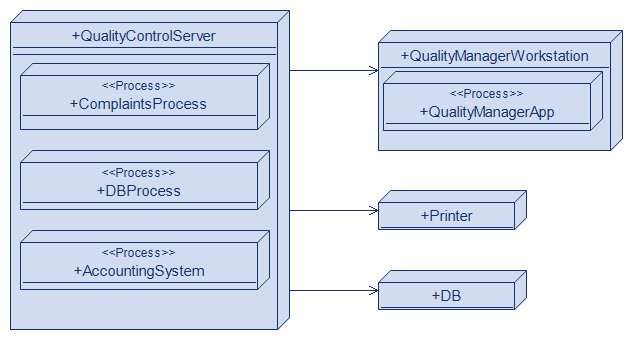 +QualityControlServer
<<Process>>
+ComplaintsProcess
<<Process>>
+DBProcess
<<Process>>
+AccountingSystem
+QualityManagerWorkstation
<<Process>>
+QualityManagerApp
+Printer
+DB